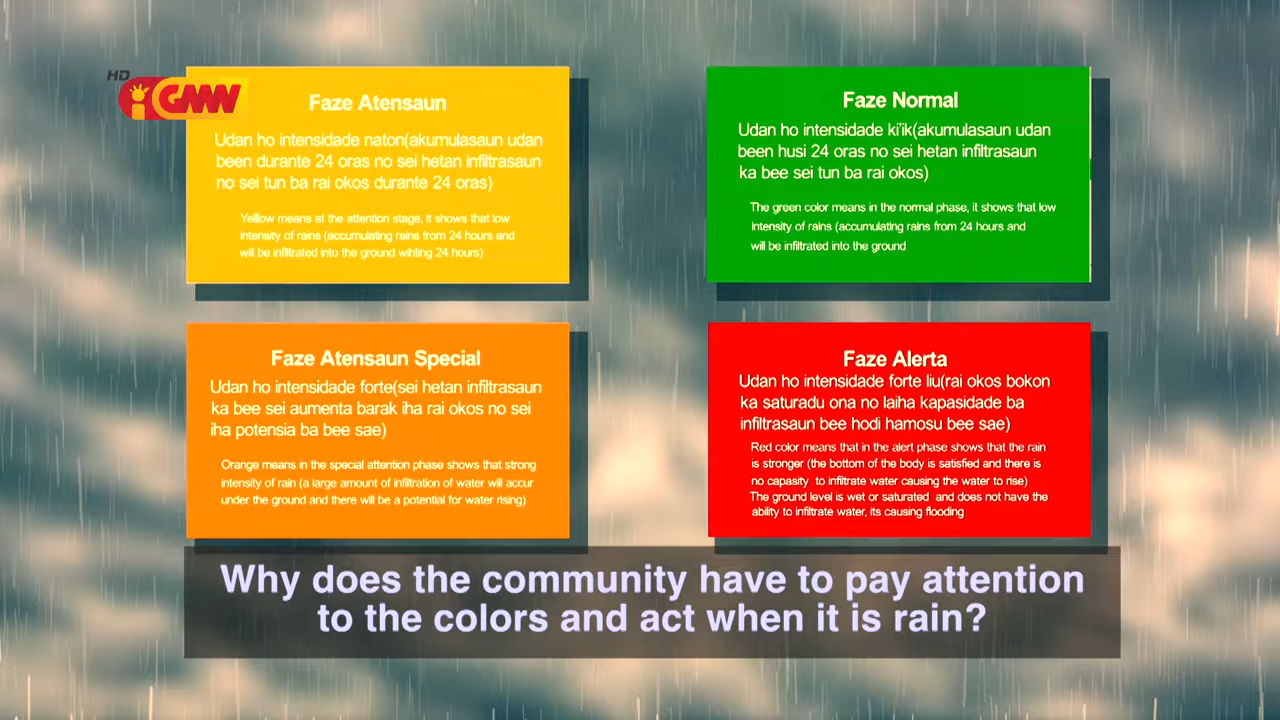 HD
GMN
Faze Atensaun
Udan ho intensidade naton(akumulasaun udan
been durante 24 oras no sei hetan infiltrasaun
no sei tun ba rai okos durante 24 oras)
Yeillow means at the attention stage, it shows that low
intensity of rains (accumulating rains from 24 hours and
will be infiltrated into the ground wihting 24 hours)
Faze Normal
Udan ho intensidade ki'ik(akumulasaun udan
been husi 24 oras no sei hetan infiltrasaun
ka bee sei tun ba rai okos)
The green color means in the normal phase, it shows that low
intensity of rains (accumulating rains from 24 hours and
will be infiltrated into the ground
Faze Atensaun Special
Udan ho intensidade forte(sei hetan infiltrasaun
ka bee sei aumenta barak iha rai okos no sei
iha potensia ba bee sae)
Orange means in the special attention phase shows that strong
intensity of rain (a large amount of infiltration of water will accur
under the ground and there will be a potential for water rising)
Faze Alerta
Udan ho intensidade forte liu(rai okos bokon
ka saturadu ona no laiha kapasidade ba
infiltrasaun bee hodi hamosu bee sae)
Red color means that in the alert phase shows that the rain
is stronger (the bottom of the body is satisfied and there is
no capasity to infiltrate water causing the water to rise)
The ground level is wet or saturated and does not have the
ability to infiltrate water, its causing flooding
Why does the community have to pay attention
to the colors and act when it is rain?